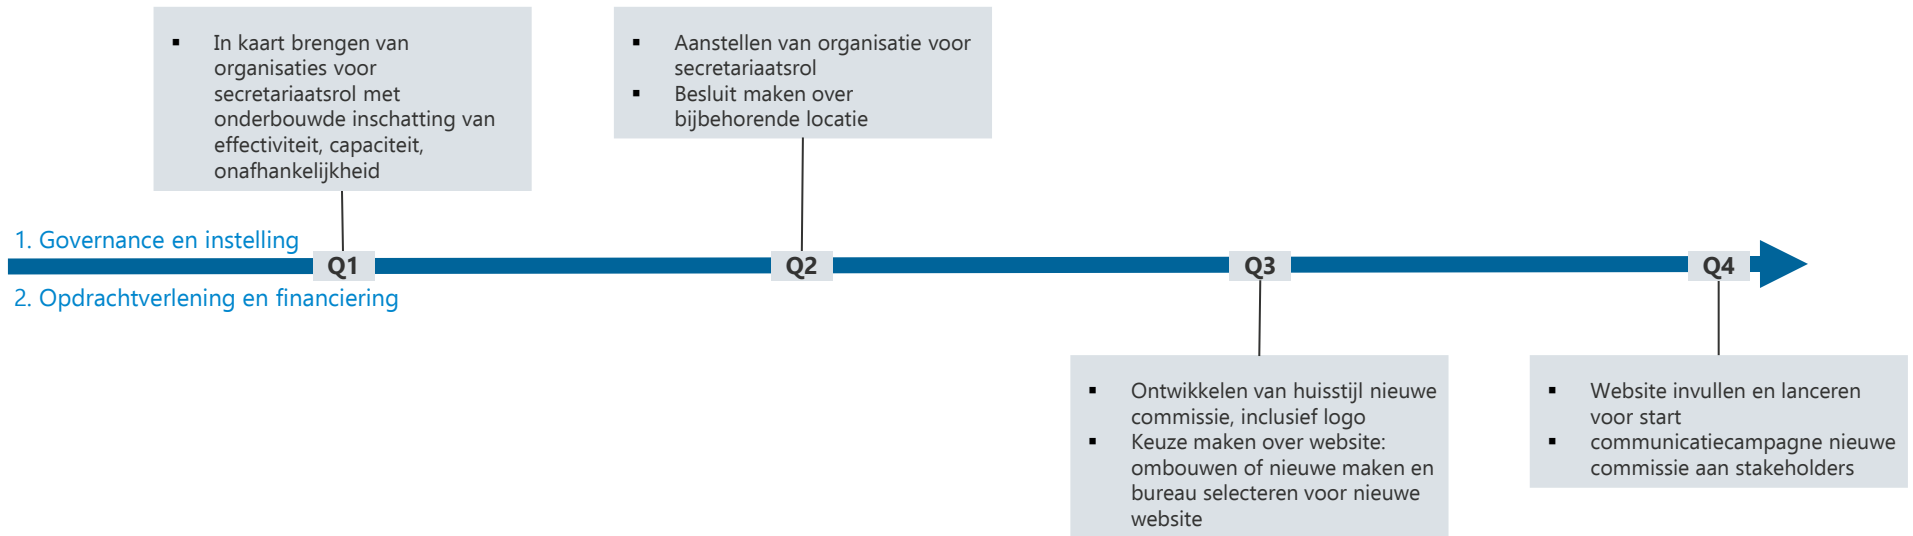 ▪ In kaart brengen van
organisaties voor
secretariaatsrol met
onderbouwde inschatting van
effectiviteit, capaciteit,
onafhankelijkheid
▪ Aanstellen van organisatie voor
secretariaatsrol
▪ Besluit maken over
bijbehorende locatie
1. Governance en instelling
Q1
Q2
Q3
Q4
2. Opdrachtverlening en financiering
▪ Ontwikkelen van huisstijl nieuwe
commissie, inclusief logo
▪ Keuze maken over website:
ombouwen of nieuwe maken en
bureau selecteren voor nieuwe
website
▪ Website invullen en lanceren
voor start
▪ communicatiecampagne nieuwe
commissie aan stakeholders